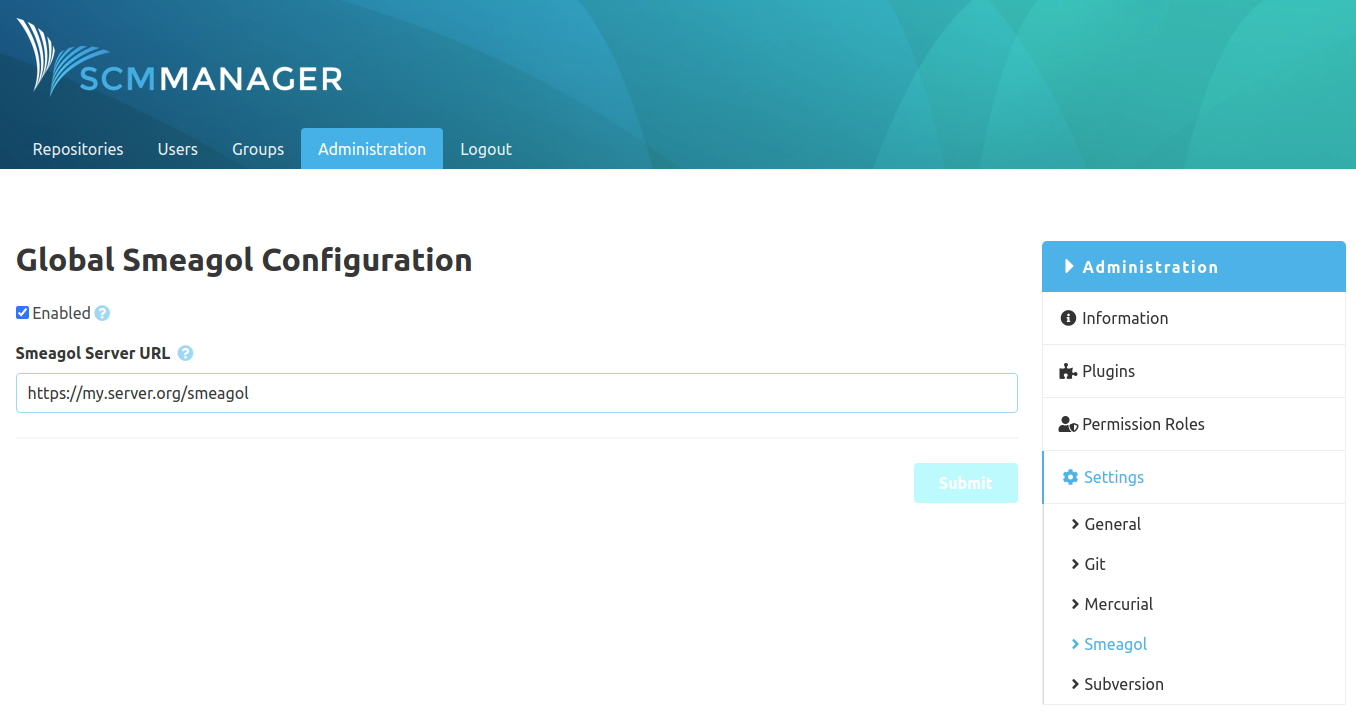 SCMMANAGER
Repositories Users Groups Administration Logout
Global Smeagol Configuration
Enabled ?
Smeagol Server URL ?
https://my.server.org/smeagol
Submit
Administration
Information
Plugins
Permission Roles
Settings
General
Git
Mercurial
Smeagol
Subversion